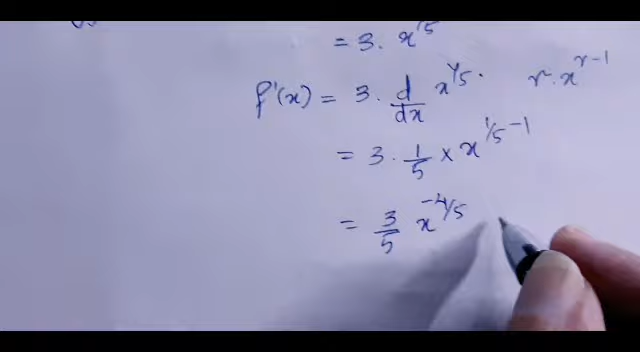 = 3. x^1/5
f'(x) = 3. d/dx x^1/5. r.x^r-1
= 3. 1/5 × x^1/5-1
= 3/5 x^-4/5